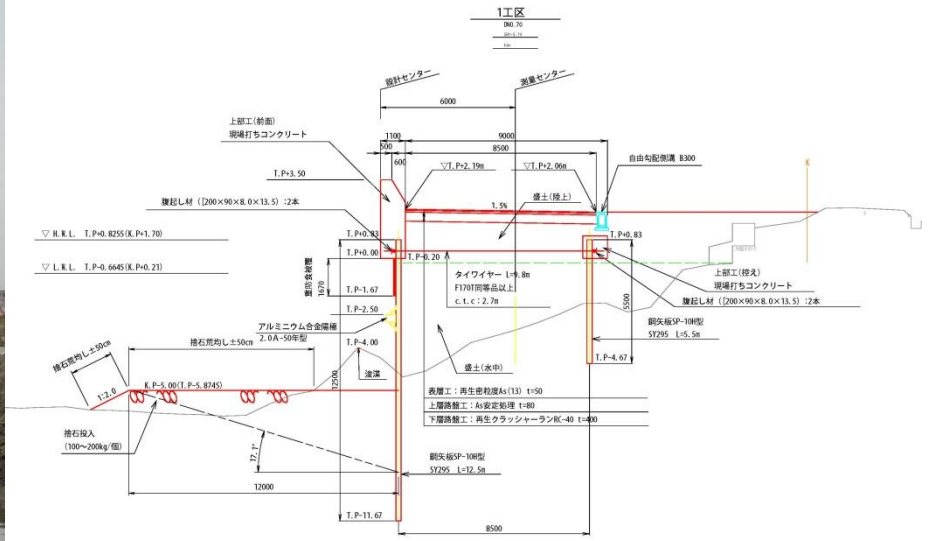 1工区
DNO.70
設計センター
測量センター
6000
上部工(前面)
現場打ちコンクリート
1100
9000
500
8500
600
▽T.P+2.19m
▽T.P+2.06m
自由勾配側溝 B300
T.P+3.50
盛土(陸上)
腹起し材([200×90×8.0×13.5):2本
1.5%
T.P+0.83
T.P+0.83
▽ H.W.L. T.P+0.8255(K.P+1.70)
T.P+0.00
T.P-0.20
▽ L.W.L. T.P-0.6645(K.P+0.21)
重防食被覆
1670
タイワイヤー L=9.8m
F170T同等品以上
c.t.c:2.7m
上部工(控え)
現場打ちコンクリート
腹起し材([200×90×8.0×13.5):2本
5500
T.P-1.67
T.P-2.50
アルミニウム合金陽極
2.0A-50年型
鋼矢板SP-10H型
SY295 L=5.5m
T.P-4.00
T.P-4.67
捨石荒均し±50cm
捨石荒均し±50cm
浚渫
盛土(水中)
12500
K.P-5.00(T.P-5.8745)
1:2.0
表層工:再生密粒度As(13) t=50
上層路盤工:As安定処理 t=80
下層路盤工:再生クラッシャーランRC-40 t=400
捨石投入
(100～200kg/個)
17.1°
鋼矢板SP-10H型
SY295 L=12.5m
12000
T.P-11.67
8500